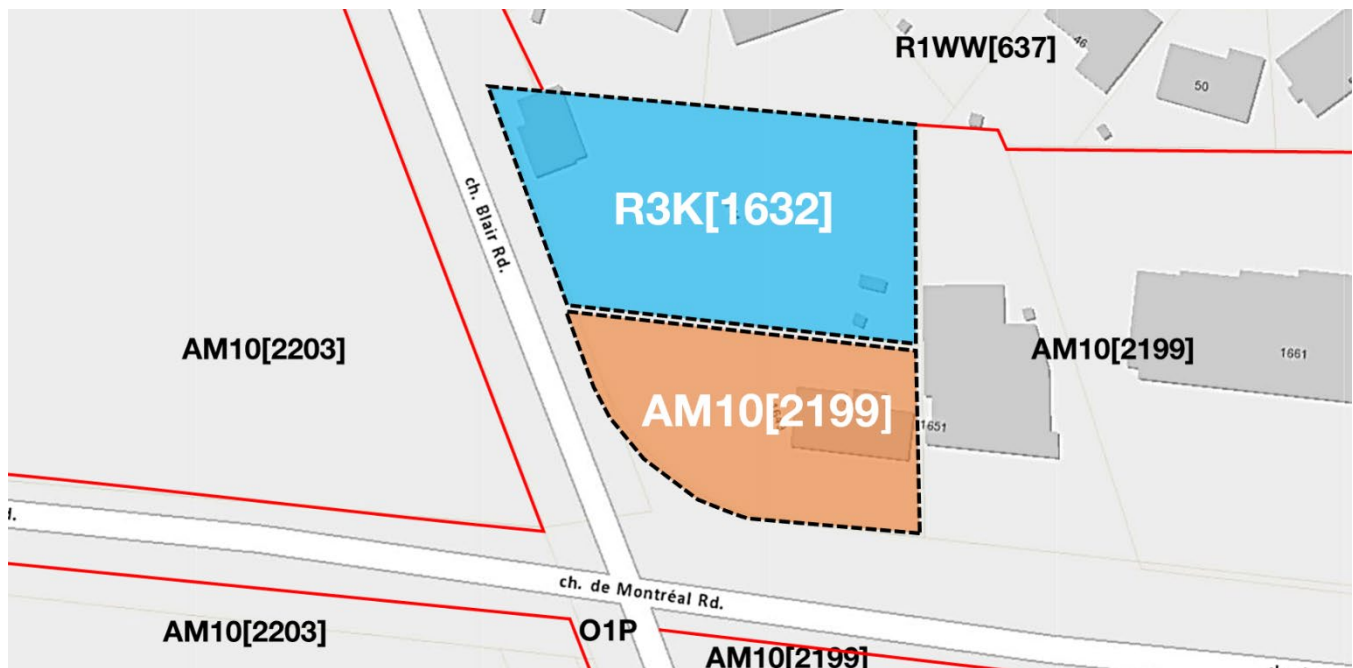 R1WW[637]
46
50
ch. Blair Rd.
R3K[1632]
AM10[2203]
AM10[2199]
1661
AM10[2199]
1651
ch. de Montréal Rd.
AM10[2203]
O1P
AM10[2199]